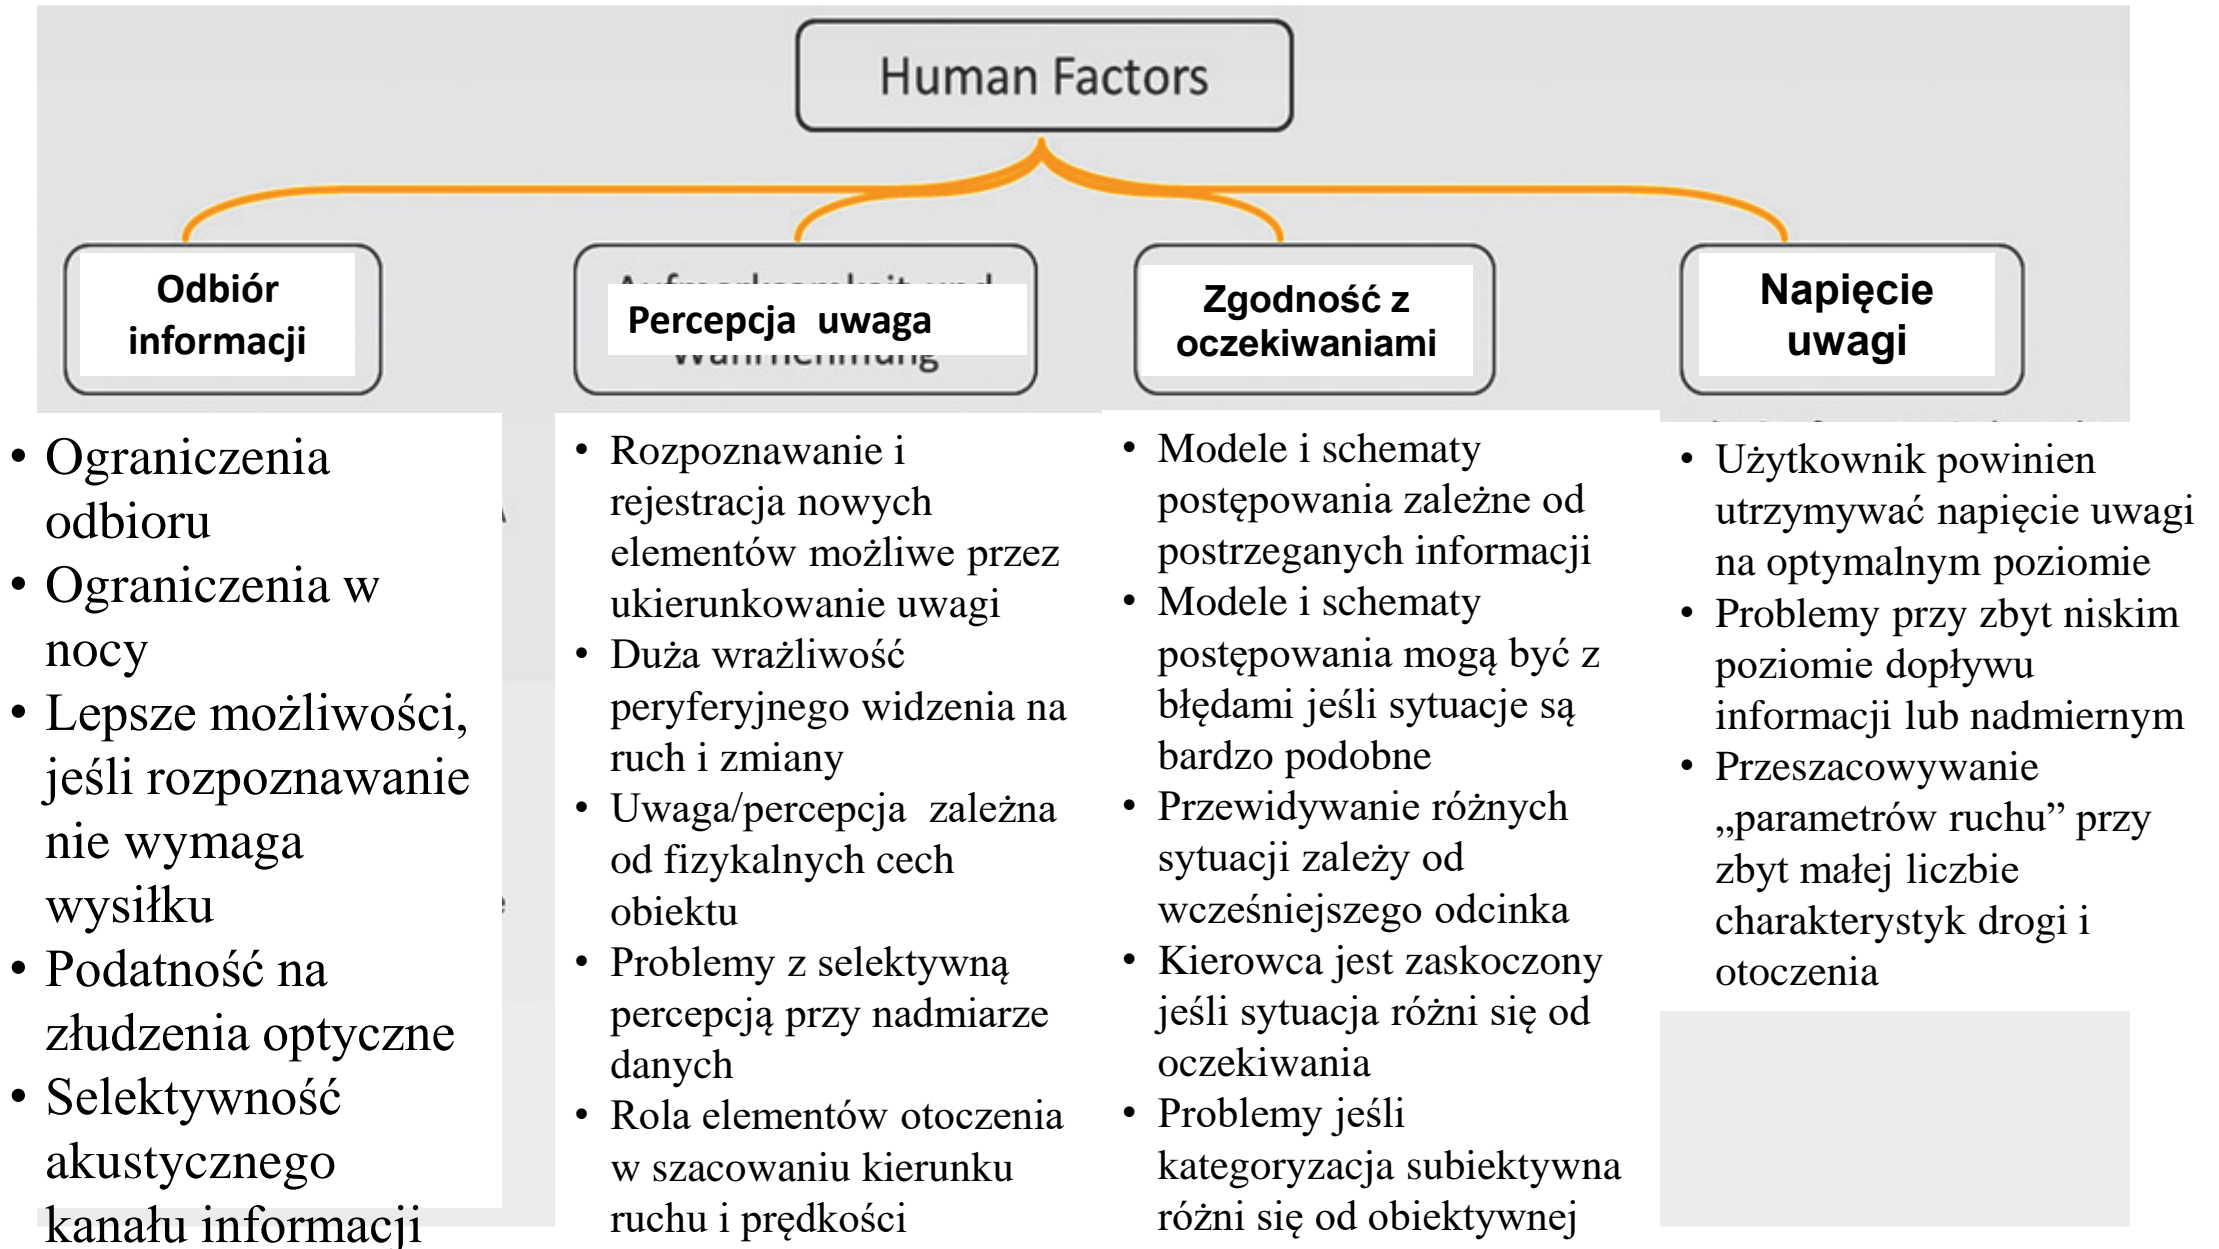 Human Factors
Odbiór
informacji
Percepcja uwaga
Zgodność z
oczekiwaniami
Napięcie
uwagi
• Ograniczenia
odbioru
• Ograniczenia w
nocy
• Lepsze możliwości,
jeśli rozpoznawanie
nie wymaga
wysiłku
• Podatność na
złudzenia optyczne
• Selektywność
akustycznego
kanału informacji
• Rozpoznawanie i
rejestracja nowych
elementów możliwe przez
ukierunkowanie uwagi
• Duża wrażliwość
peryferyjnego widzenia na
ruch i zmiany
• Uwaga/percepcja zależna
od fizykalnych cech
obiektu
• Problemy z selektywną
percepcją przy nadmiarze
danych
• Rola elementów otoczenia
w szacowaniu kierunku
ruchu i prędkości
• Modele i schematy
postępowania zależne od
postrzeganych informacji
• Modele i schematy
postępowania mogą być z
błędami jeśli sytuacje są
bardzo podobne
• Przewidywanie różnych
sytuacji zależy od
wcześniejszego odcinka
• Kierowca jest zaskoczony
jeśli sytuacja różni się od
oczekiwania
• Problemy jeśli
kategoryzacja subiektywna
różni się od obiektywnej
• Użytkownik powinien
utrzymywać napięcie uwagi
na optymalnym poziomie
• Problemy przy zbyt niskim
poziomie dopływu
informacji lub nadmiernym
• Przeszacowywanie
„parametrów ruchu” przy
zbyt małej liczbie
charakterystyk drogi i
otoczenia